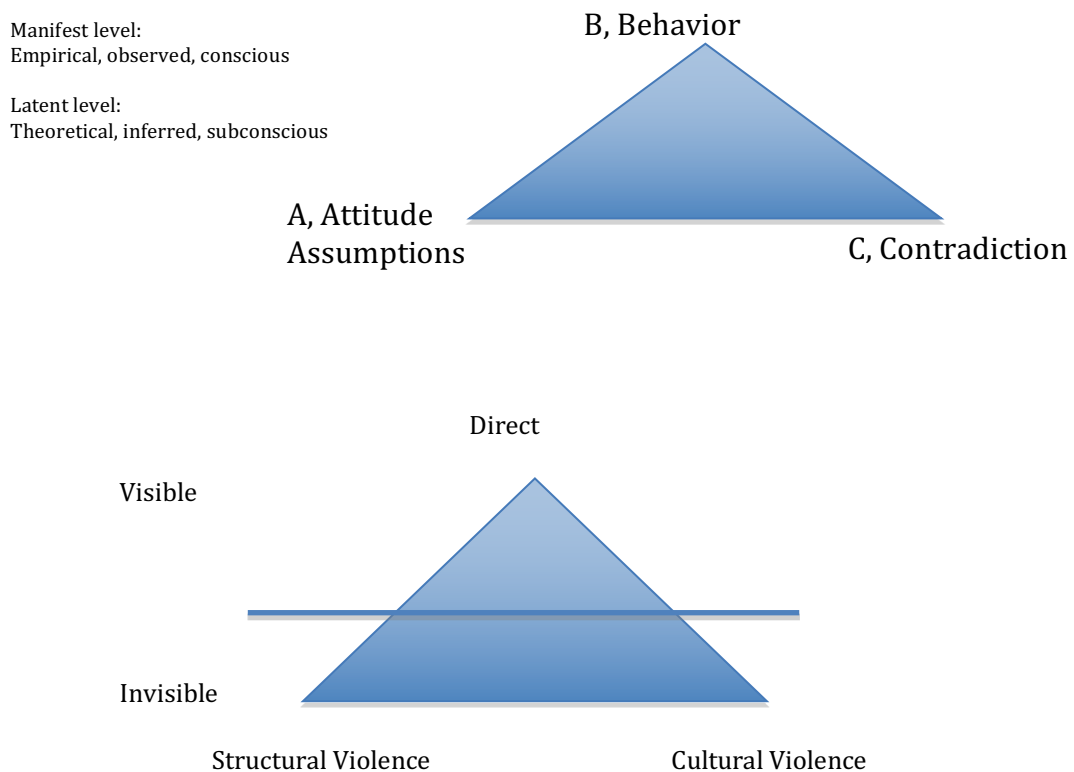 Manifest level:
Empirical, observed, conscious
Latent level:
Theoretical, inferred, subconscious
B, Behavior
A, Attitude
Assumptions
C, Contradiction
Direct
Visible
Invisible
Structural Violence
Cultural Violence